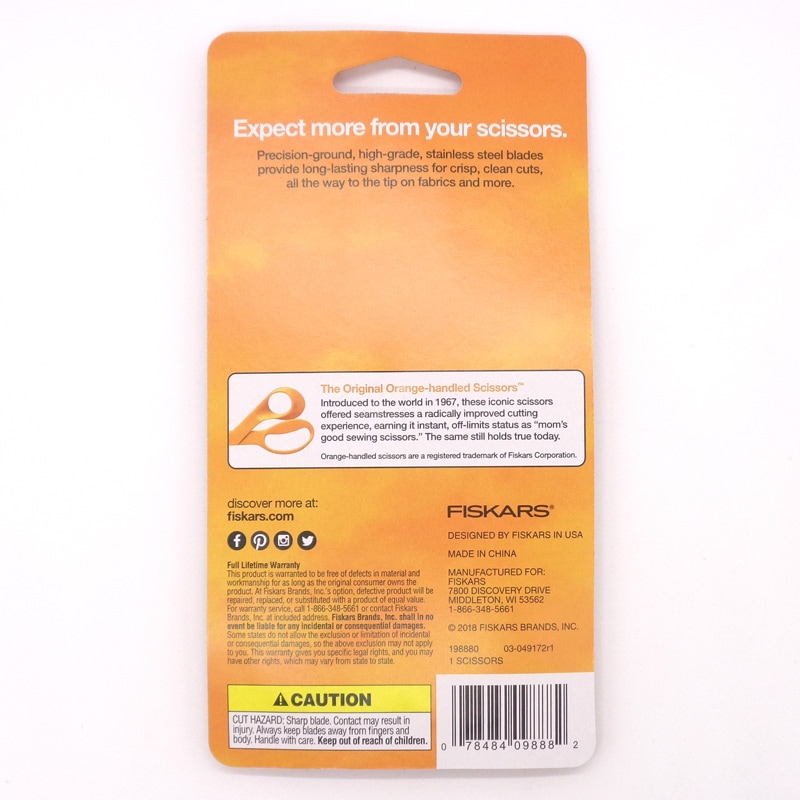 Expect more from your scissors.
Precision-ground, high-grade, stainless steel blades
provide long-lasting sharpness for crisp, clean cuts,
all the way to the tip on fabrics and more.
The Original Orange-handled Scissors™
Introduced to the world in 1967, these iconic scissors
offered seamstresses a radically improved cutting
experience, earning it instant, off-limits status as “mom’s
good sewing scissors.” The same still holds true today.
Orange-handled scissors are a registered trademark of Fiskars Corporation.
discover more at:
fiskars.com
Full Lifetime Warranty
This product is warranted to be free of defects in material and
workmanship for as long as the original consumer owns the
product. At Fiskars Brands, Inc.'s option, defective product will be
repaired, replaced, or substituted with a product of equal value.
For warranty service, call 1-866-348-5661 or contact Fiskars
Brands, Inc. at included address. Fiskars Brands, Inc. shall in no
event be liable for any incidental or consequential damages.
Some states do not allow the exclusion or limitation of incidental
or consequential damages, so the above exclusion may not apply
to you. This warranty gives you specific legal rights, and you may
have other rights, which may vary from state to state.
CAUTION
CUT HAZARD: Sharp blade. Contact may result in
injury. Always keep blades away from fingers and
body. Handle with care. Keep out of reach of children.
FISKARS®
DESIGNED BY FISKARS IN USA
MADE IN CHINA
MANUFACTURED FOR:
FISKARS
7800 DISCOVERY DRIVE
MIDDLETON, WI 53562
1-866-348-5661
© 2018 FISKARS BRANDS, INC.
198880 03-049172r1
1 SCISSORS
0 78484 09888 2